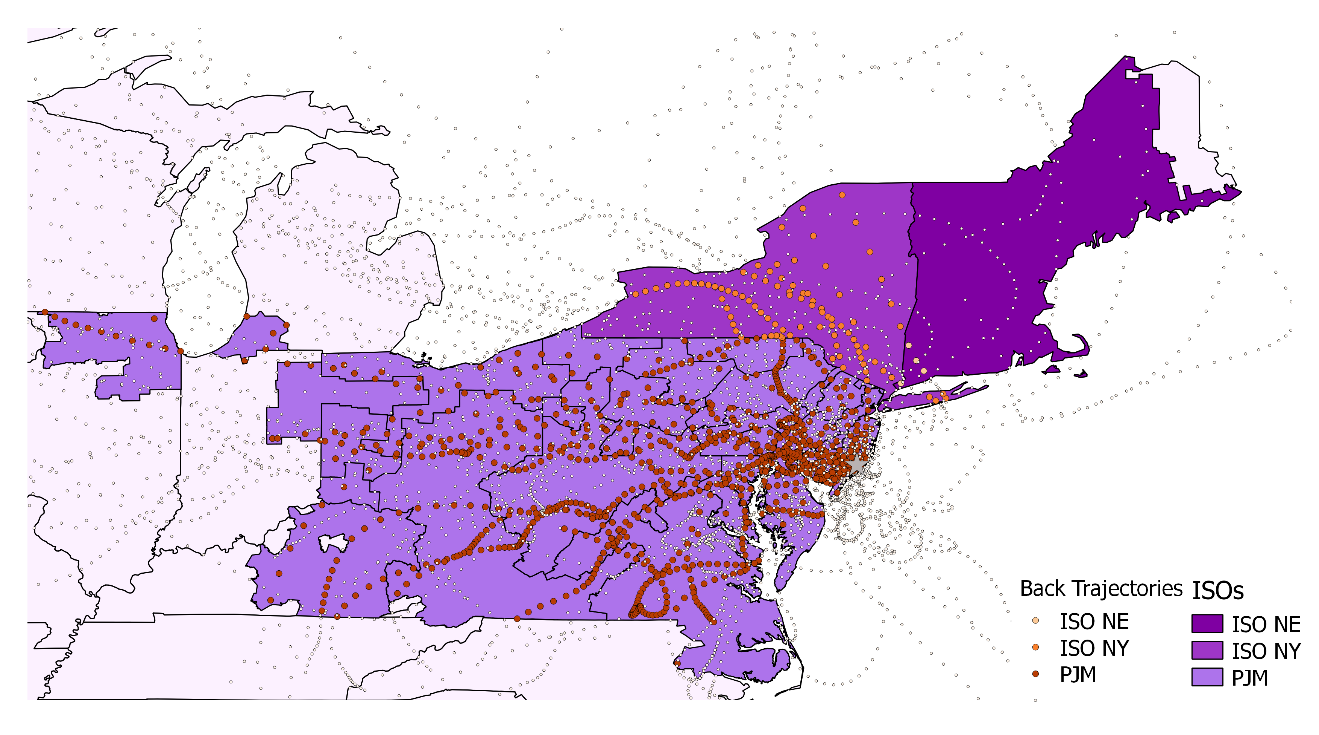 Back Trajectories
ISO NE
ISO NY
PJM
ISOs
ISO NE
ISO NY
PJM